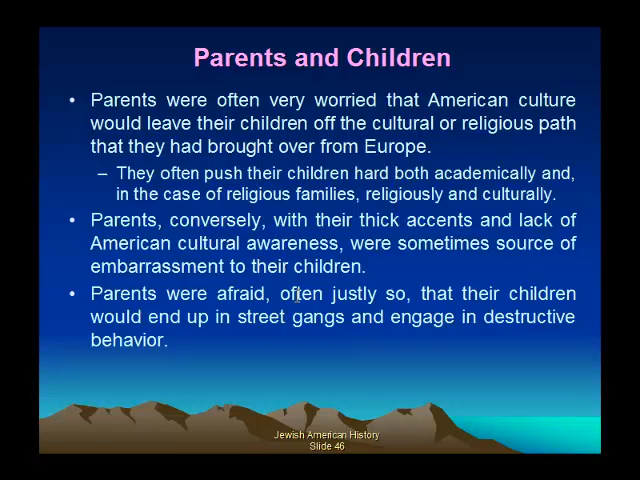 Parents and Children
• Parents were often very worried that American culture
would leave their children off the cultural or religious path
that they had brought over from Europe.
– They often push their children hard both academically and,
in the case of religious families, religiously and culturally.
• Parents, conversely, with their thick accents and lack of
American cultural awareness, were sometimes source of
embarrassment to their children.
• Parents were afraid, often justly so, that their children
would end up in street gangs and engage in destructive
behavior.
Jewish American History
Slide 46